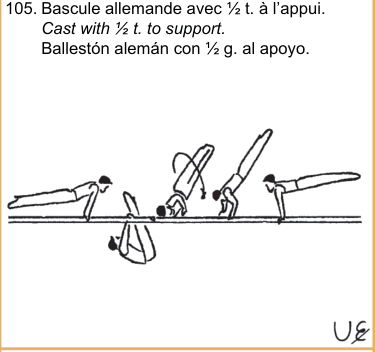 105. Bascule allemande avec ½ t. à l'appui.
Cast with ½ t. to support.
Ballestón alemán con ½ g. al apoyo.